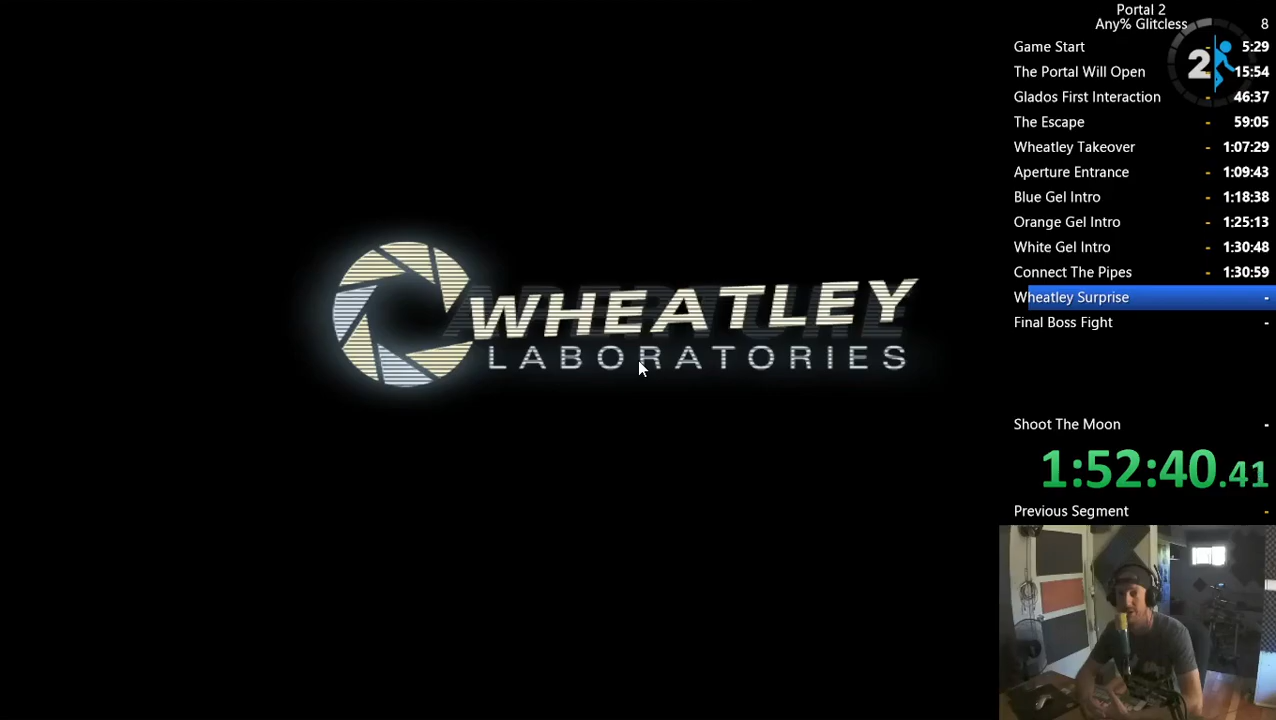 Portal 2
Any% Glitcless 8
Game Start - 5:29
The Portal Will Open - 15:54
Glados First Interaction - 46:37
The Escape - 59:05
Wheatley Takeover - 1:07:29
Aperture Entrance - 1:09:43
Blue Gel Intro - 1:18:38
Orange Gel Intro - 1:25:13
White Gel Intro - 1:30:48
Connect The Pipes - 1:30:59
Wheatley Surprise -
Final Boss Fight -
Shoot The Moon -
1:52:40.41
Previous Segment -
2
WHEATLEY
LABORATORIES